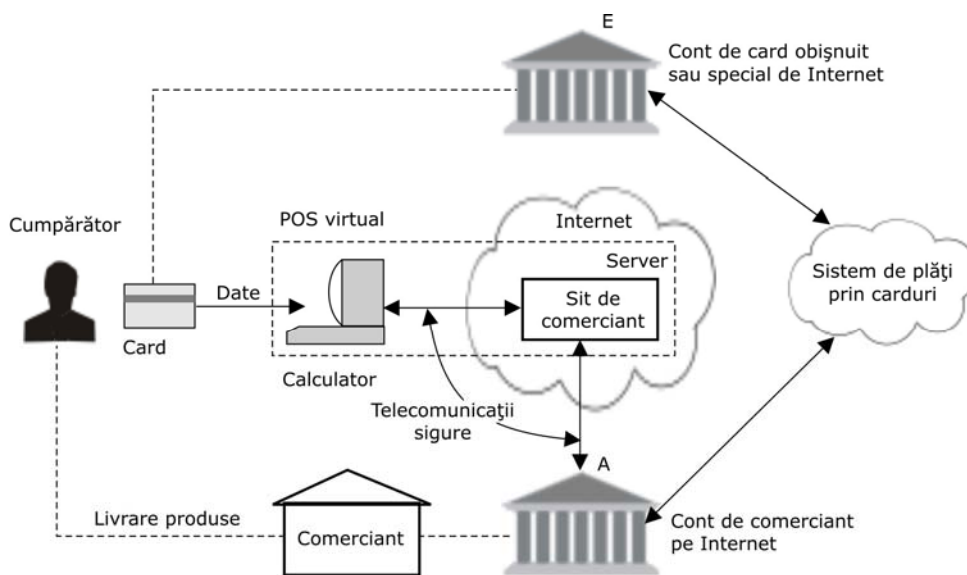 E
Cont de card obişnuit
sau special de Internet
Cumpărător
POS virtual
Internet
Server
Sistem de plăţi
prin carduri
Date
Sit de
comerciant
Card
Calculator
Telecomunicaţii
sigure
A
Livrare produse
Comerciant
Cont de comerciant
pe Internet